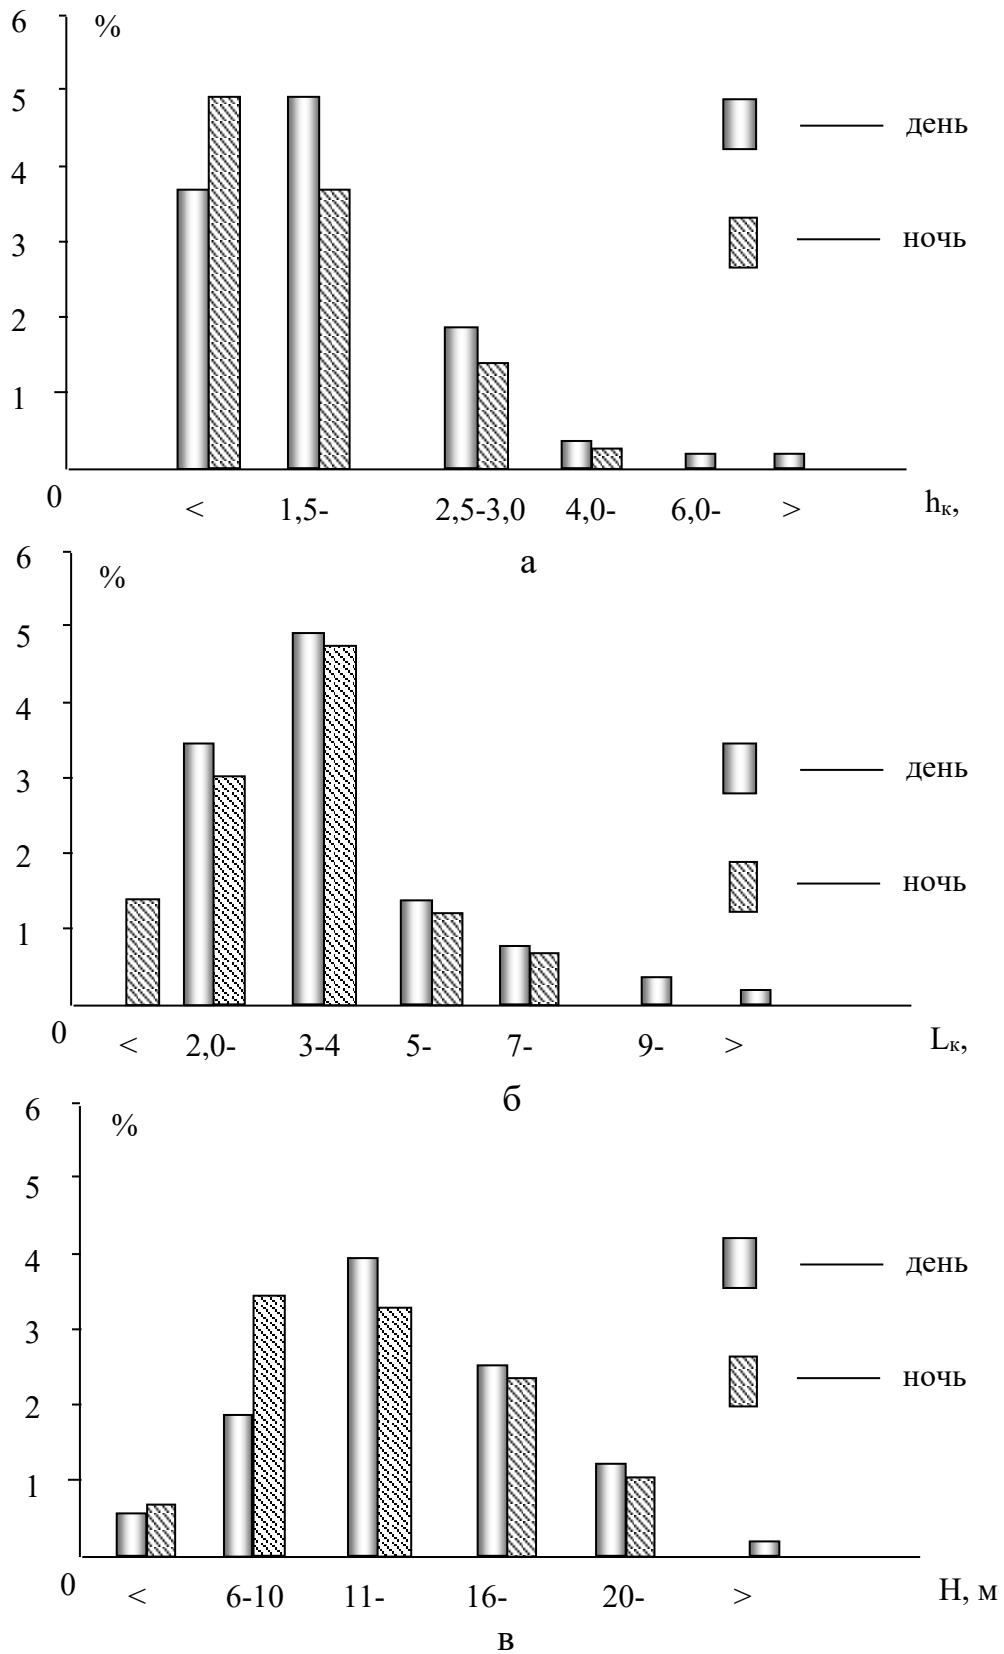 6
%
5
4
3
2
1
0
день
ночь
< 1,5- 2,5-3,0 4,0- 6,0- > hк,
а
6
%
5
4
3
2
1
0
день
ночь
< 2,0- 3-4 5- 7- 9- > Lк,
б
6
%
5
4
3
2
1
0
день
ночь
< 6-10 11- 16- 20- > Н, м
в